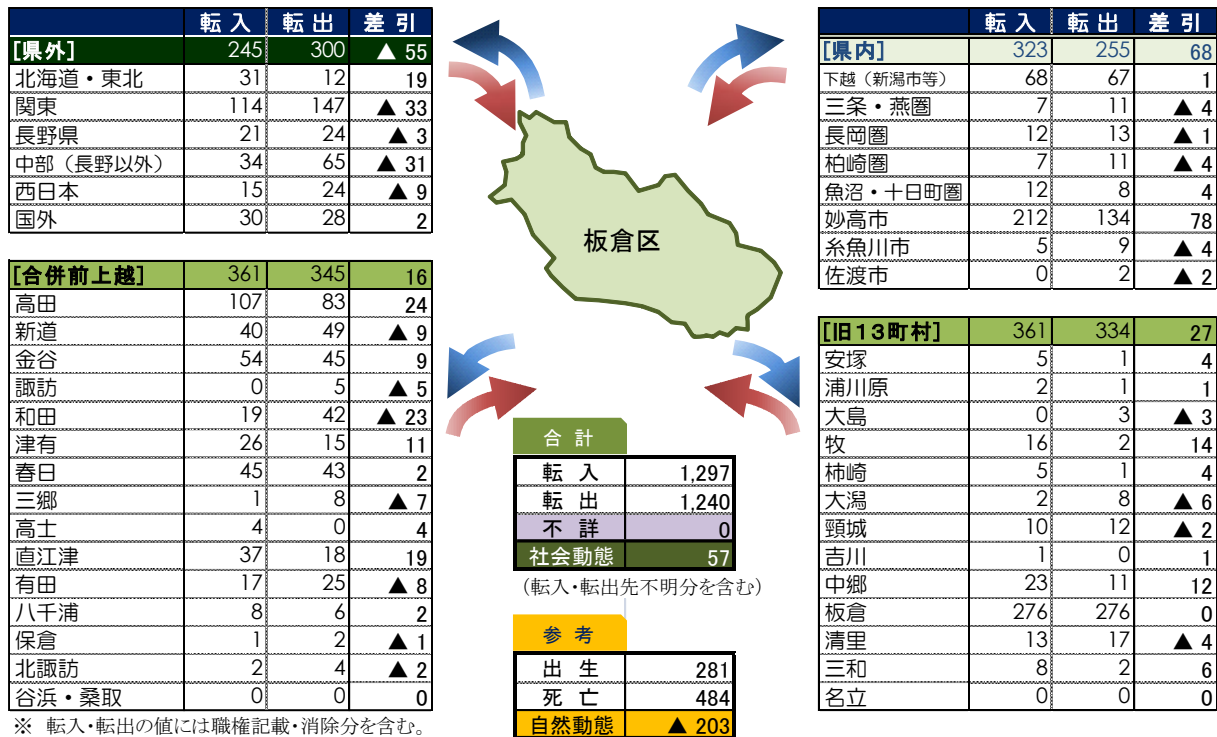 転入 転出 差引
[県外] 245 300 ▲ 55
北海道・東北 31 12 19
関東 114 147 ▲ 33
長野県 21 24 ▲ 3
中部（長野以外） 34 65 ▲ 31
西日本 15 24 ▲ 9
国外 30 28 2
[合併前上越] 361 345 16
高田 107 83 24
新道 40 49 ▲ 9
金谷 54 45 9
諏訪 0 5 ▲ 5
和田 19 42 ▲ 23
津有 26 15 11
春日 45 43 2
三郷 1 8 ▲ 7
高士 4 0 4
直江津 37 18 19
有田 17 25 ▲ 8
八千浦 8 6 2
保倉 1 2 ▲ 1
北諏訪 2 4 ▲ 2
谷浜・桑取 0 0 0
※ 転入・転出の値には職権記載・消除分を含む。
板倉区
合 計
転 入 1,297
転 出 1,240
不 詳 0
社会動態 57
（転入・転出先不明分を含む）
参 考
出 生 281
死 亡 484
自然動態 ▲ 203
転入 転出 差引
[県内] 323 255 68
下越（新潟市等） 68 67 1
三条・燕圏 7 11 ▲ 4
長岡圏 12 13 ▲ 1
柏崎圏 7 11 ▲ 4
魚沼・十日町圏 12 8 4
妙高市 212 134 78
糸魚川市 5 9 ▲ 4
佐渡市 0 2 ▲ 2
[旧13町村] 361 334 27
安塚 5 1 4
浦川原 2 1 1
大島 0 3 ▲ 3
牧 16 2 14
柿崎 5 1 4
大潟 2 8 ▲ 6
頸城 10 12 ▲ 2
吉川 1 0 1
中郷 23 11 12
板倉 276 276 0
清里 13 17 ▲ 4
三和 8 2 6
名立 0 0 0